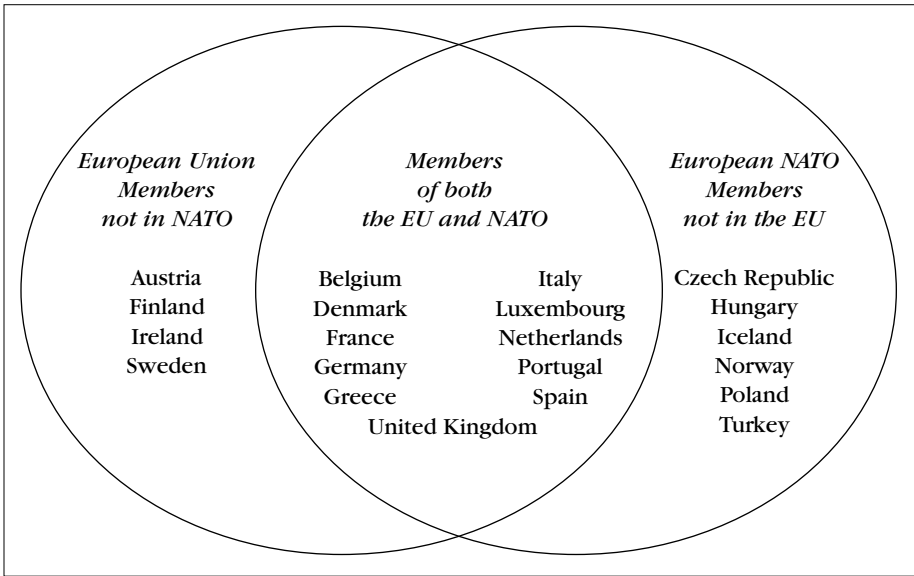 European Union
Members
not in NATO
Austria
Finland
Ireland
Sweden
Members
of both
the EU and NATO
Belgium
Denmark
France
Germany
Greece
Italy
Luxembourg
Netherlands
Portugal
Spain
United Kingdom
European NATO
Members
not in the EU
Czech Republic
Hungary
Iceland
Norway
Poland
Turkey